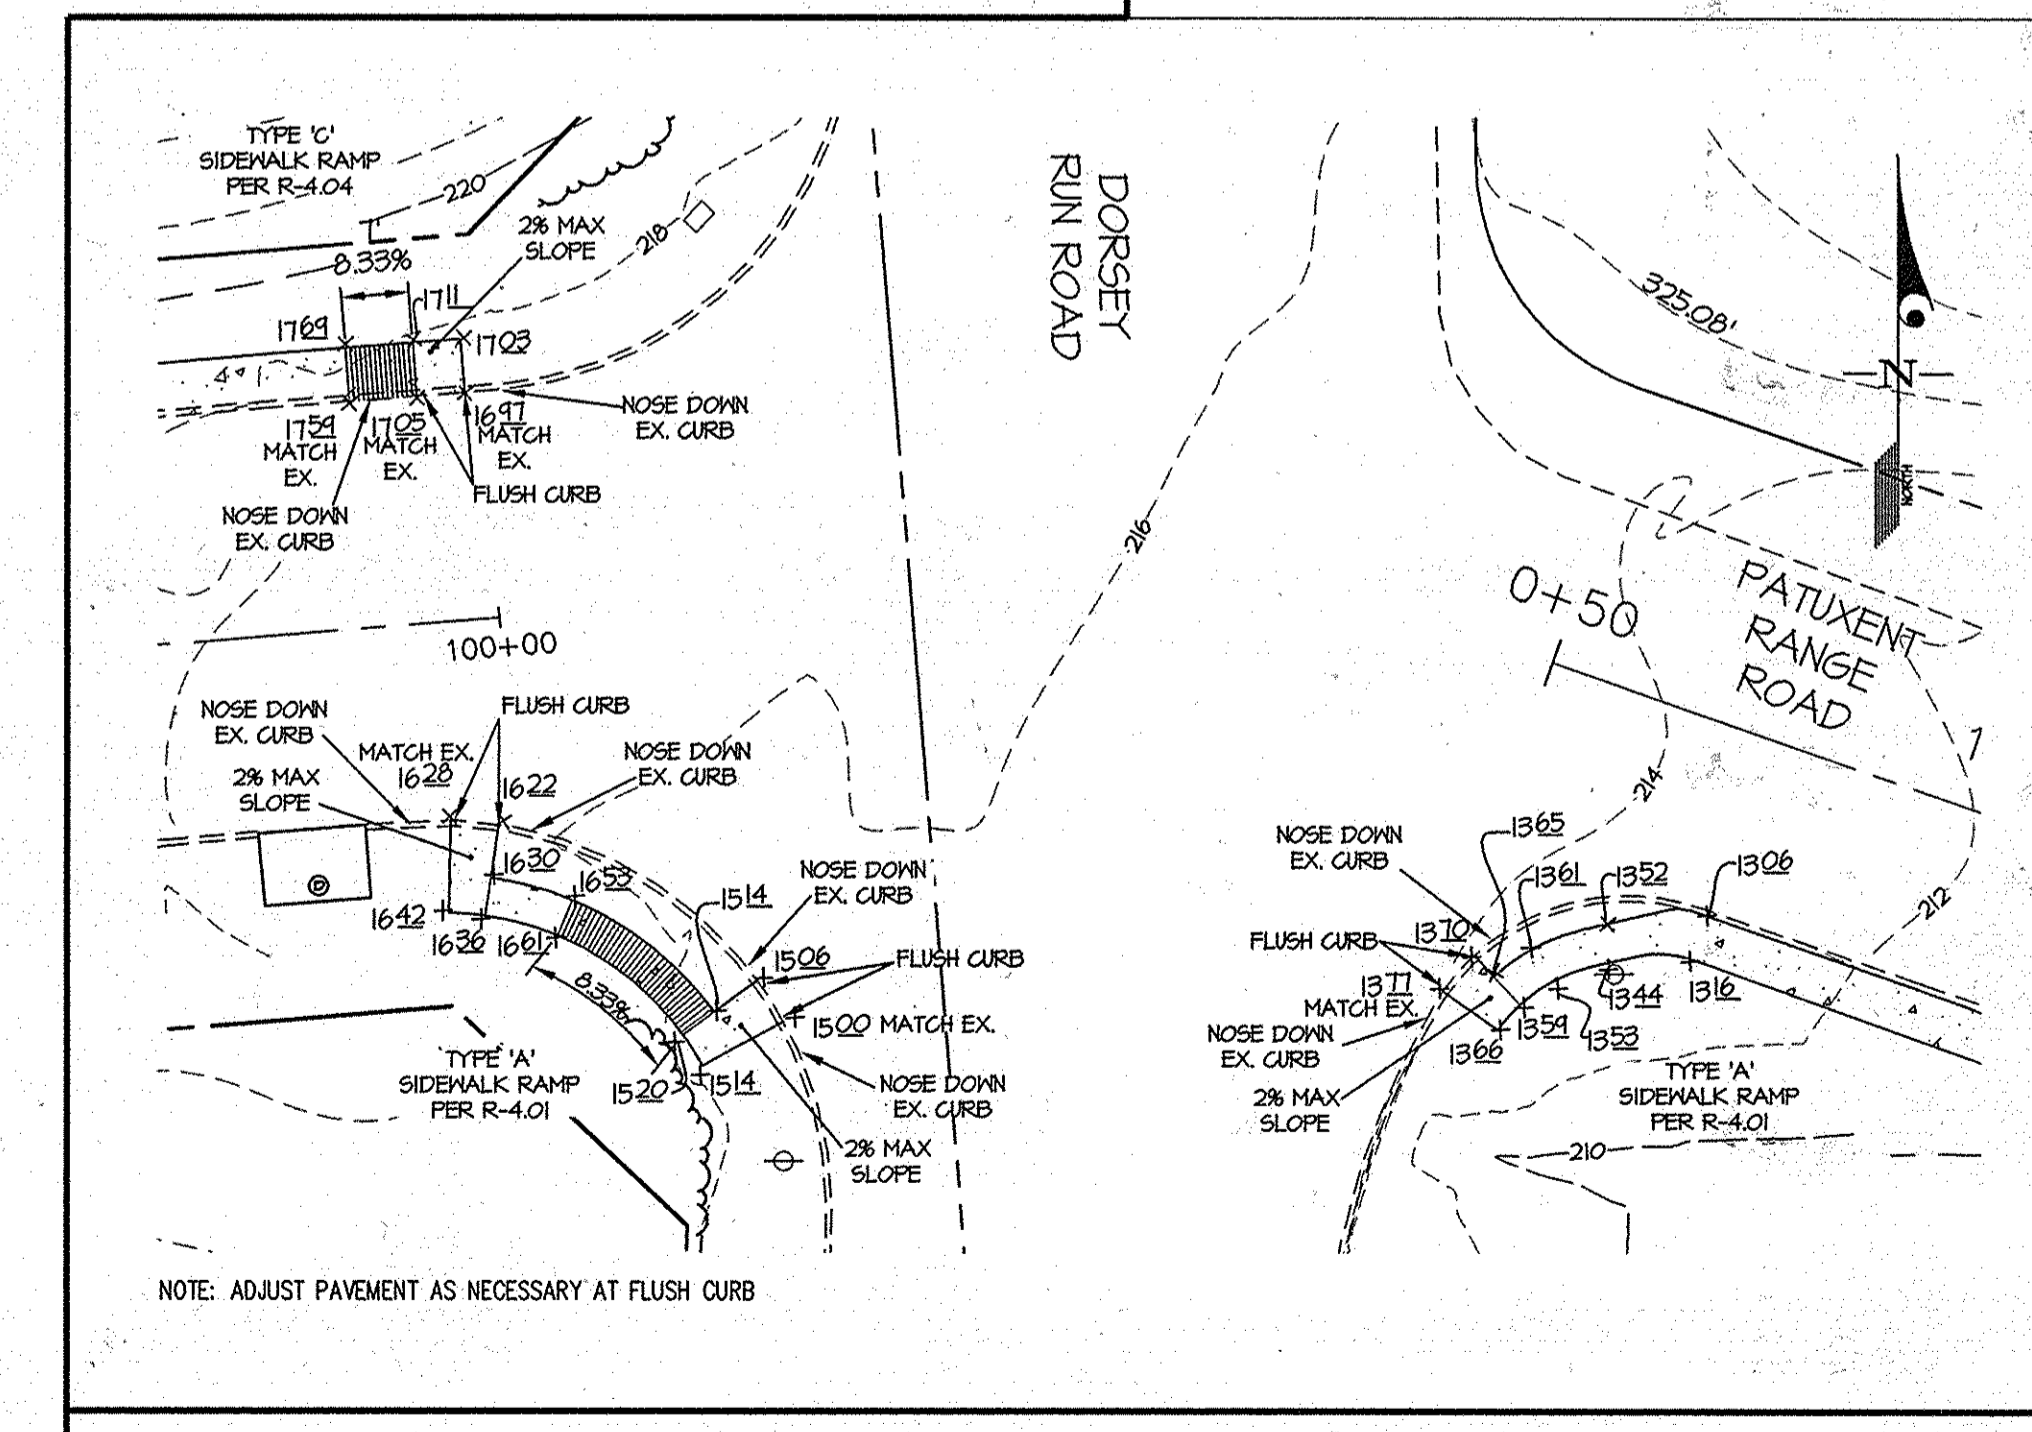 TYPE 'C'
SIDEWALK RAMP
PER R-4.04
220
2% MAX
SLOPE
218
8.33%
1711
1769
1703
NOSE DOWN
EX. CURB
1759
MATCH
EX.
1705
MATCH
EX.
1697
MATCH
EX.
FLUSH CURB
NOSE DOWN
EX. CURB
DORSEY
RUN ROAD
325.08'
N
NORTH
216
0+50
PATUXENT
RANGE
ROAD
1
100+00
NOSE DOWN
EX. CURB
FLUSH CURB
MATCH EX.
1628
2% MAX
SLOPE
1622
NOSE DOWN
EX. CURB
1630
1653
1642
1636
1661
1514
NOSE DOWN
EX. CURB
1506
FLUSH CURB
8.33%
1500 MATCH EX.
TYPE 'A'
SIDEWALK RAMP
PER R-4.01
1520
1514
NOSE DOWN
EX. CURB
2% MAX
SLOPE
D
214
NOSE DOWN
EX. CURB
1365
1361
1352
1306
212
FLUSH CURB
1370
1377
MATCH EX.
NOSE DOWN
EX. CURB
1366
1359
1353
1344
1316
2% MAX
SLOPE
TYPE 'A'
SIDEWALK RAMP
PER R-4.01
210
NOTE: ADJUST PAVEMENT AS NECESSARY AT FLUSH CURB